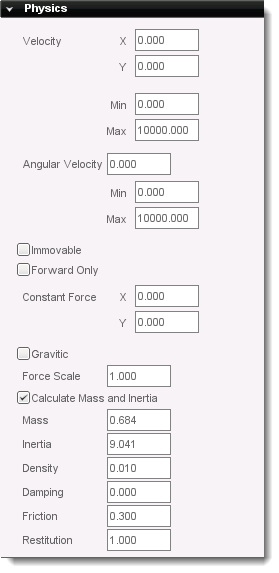 Physics
Velocity X 0.000
Y 0.000
Min 0.000
Max 10000.000
Angular Velocity 0.000
Min 0.000
Max 10000.000
Immovable
Forward Only
Constant Force X 0.000
Y 0.000
Gravitic
Force Scale 1.000
Calculate Mass and Inertia
Mass 0.684
Inertia 9.041
Density 0.010
Damping 0.000
Friction 0.300
Restitution 1.000